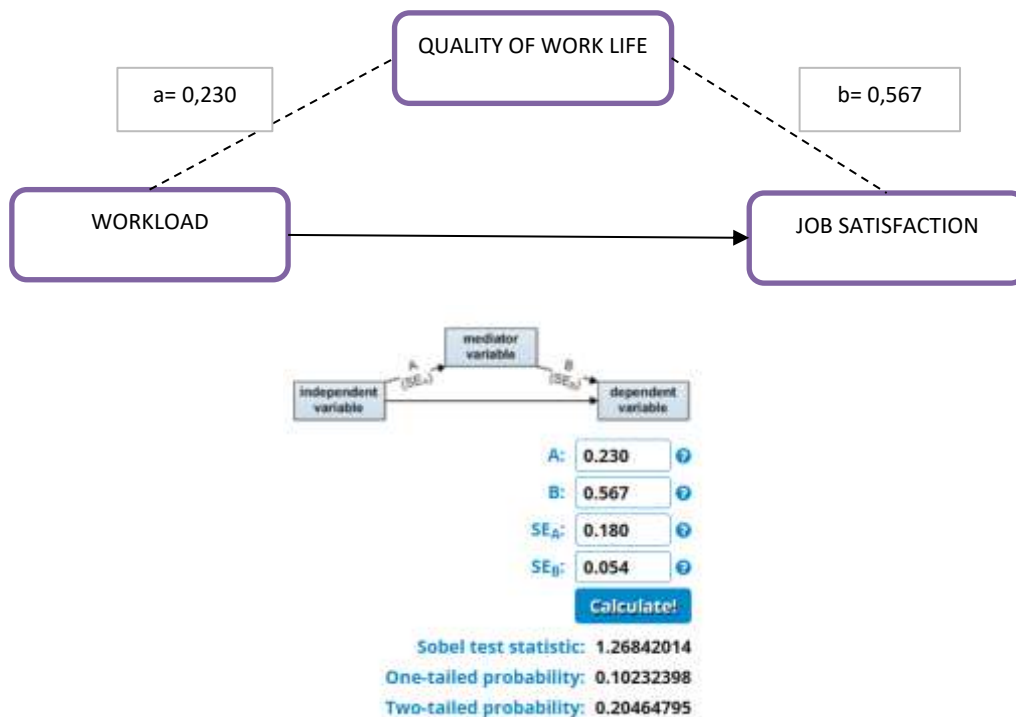 QUALITY OF WORK LIFE
a= 0,230
b= 0,567
WORKLOAD
JOB SATISFACTION
mediator
variable
A
(SEA)
B
(SEB)
independent
variable
dependent
variable
A: 0.230 ?
B: 0.567 ?
SEA: 0.180 ?
SEB: 0.054 ?
Calculate!
Sobel test statistic: 1.26842014
One-tailed probability: 0.10232398
Two-tailed probability: 0.20464795